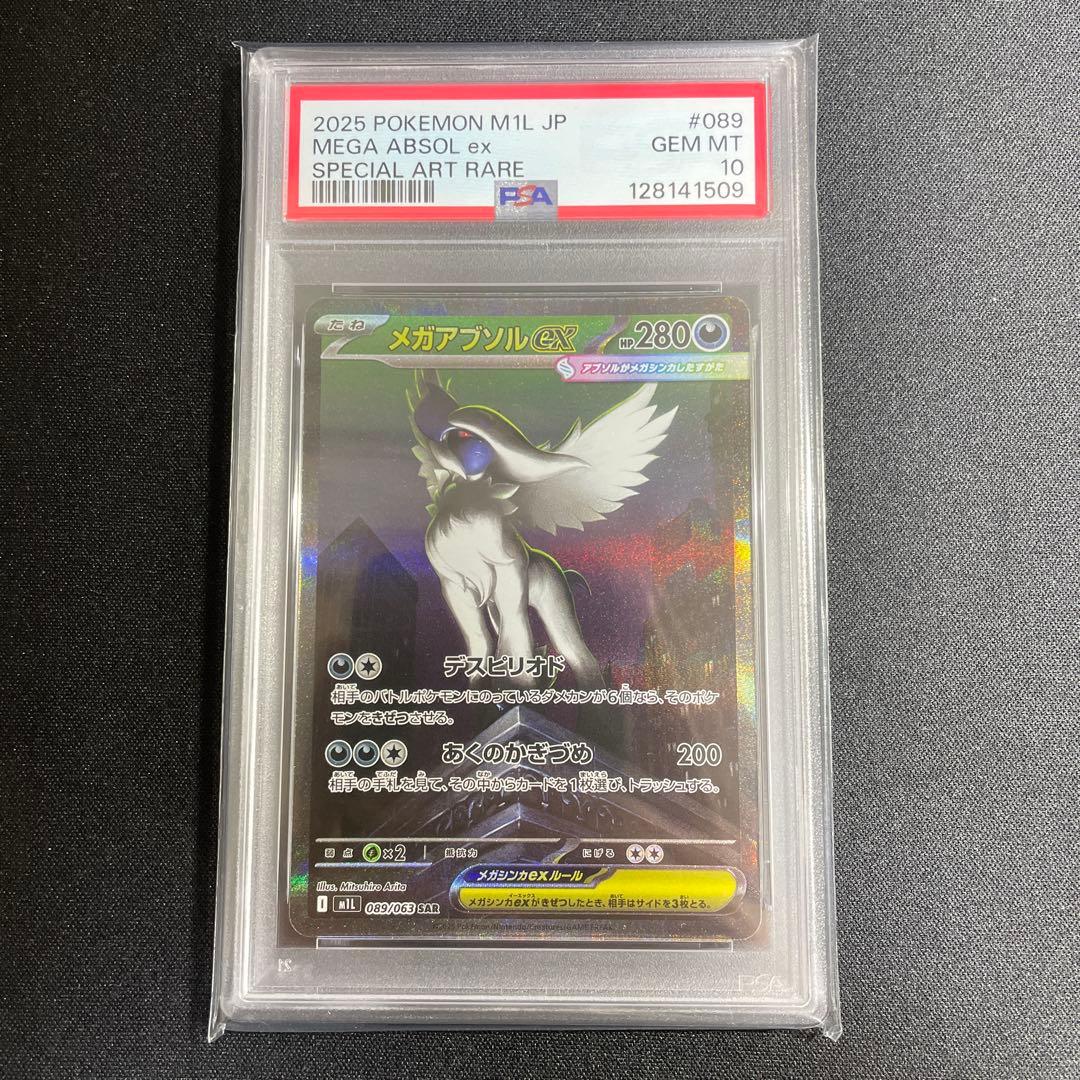 2025 POKEMON M1L JP #089
MEGA ABSOL ex GEM MT
SPECIAL ART RARE 10
PSA 128141509
たね メガアブソルex HP280
アブソルがメガシンカしたすがた
デスピリオド
相手のバトルポケモンにのっているダメカンが6個なら、そのポケ
モンをきぜつさせる。
あくのかぎづめ 200
相手の手札を見て、その中からカードを1枚選び、トラッシュする。
弱点 ×2 抵抗力 にげる
メガシンカexルール
Illus. Mitsuhiro Arita
メガシンカexがきぜつしたとき、相手はサイドを3枚とる。
I M1L 089/063 SAR
©2025 Pokémon/Nintendo/Creatures/GAME FREAK
PSA